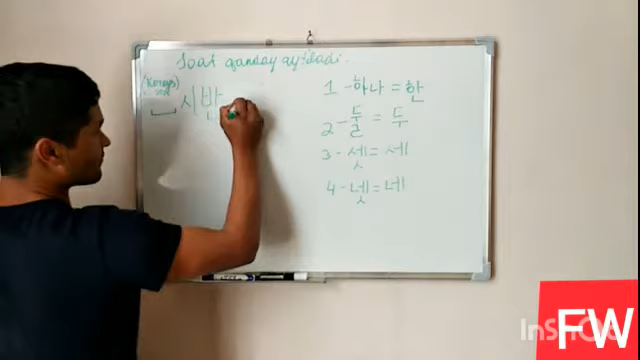 Soat qanday aytiladi.
(Koreys)
시 반
1 - 하나 = 한
2 - 둘 = 두
3 - 셋 = 세
4 - 넷 = 네
FW
InShOt